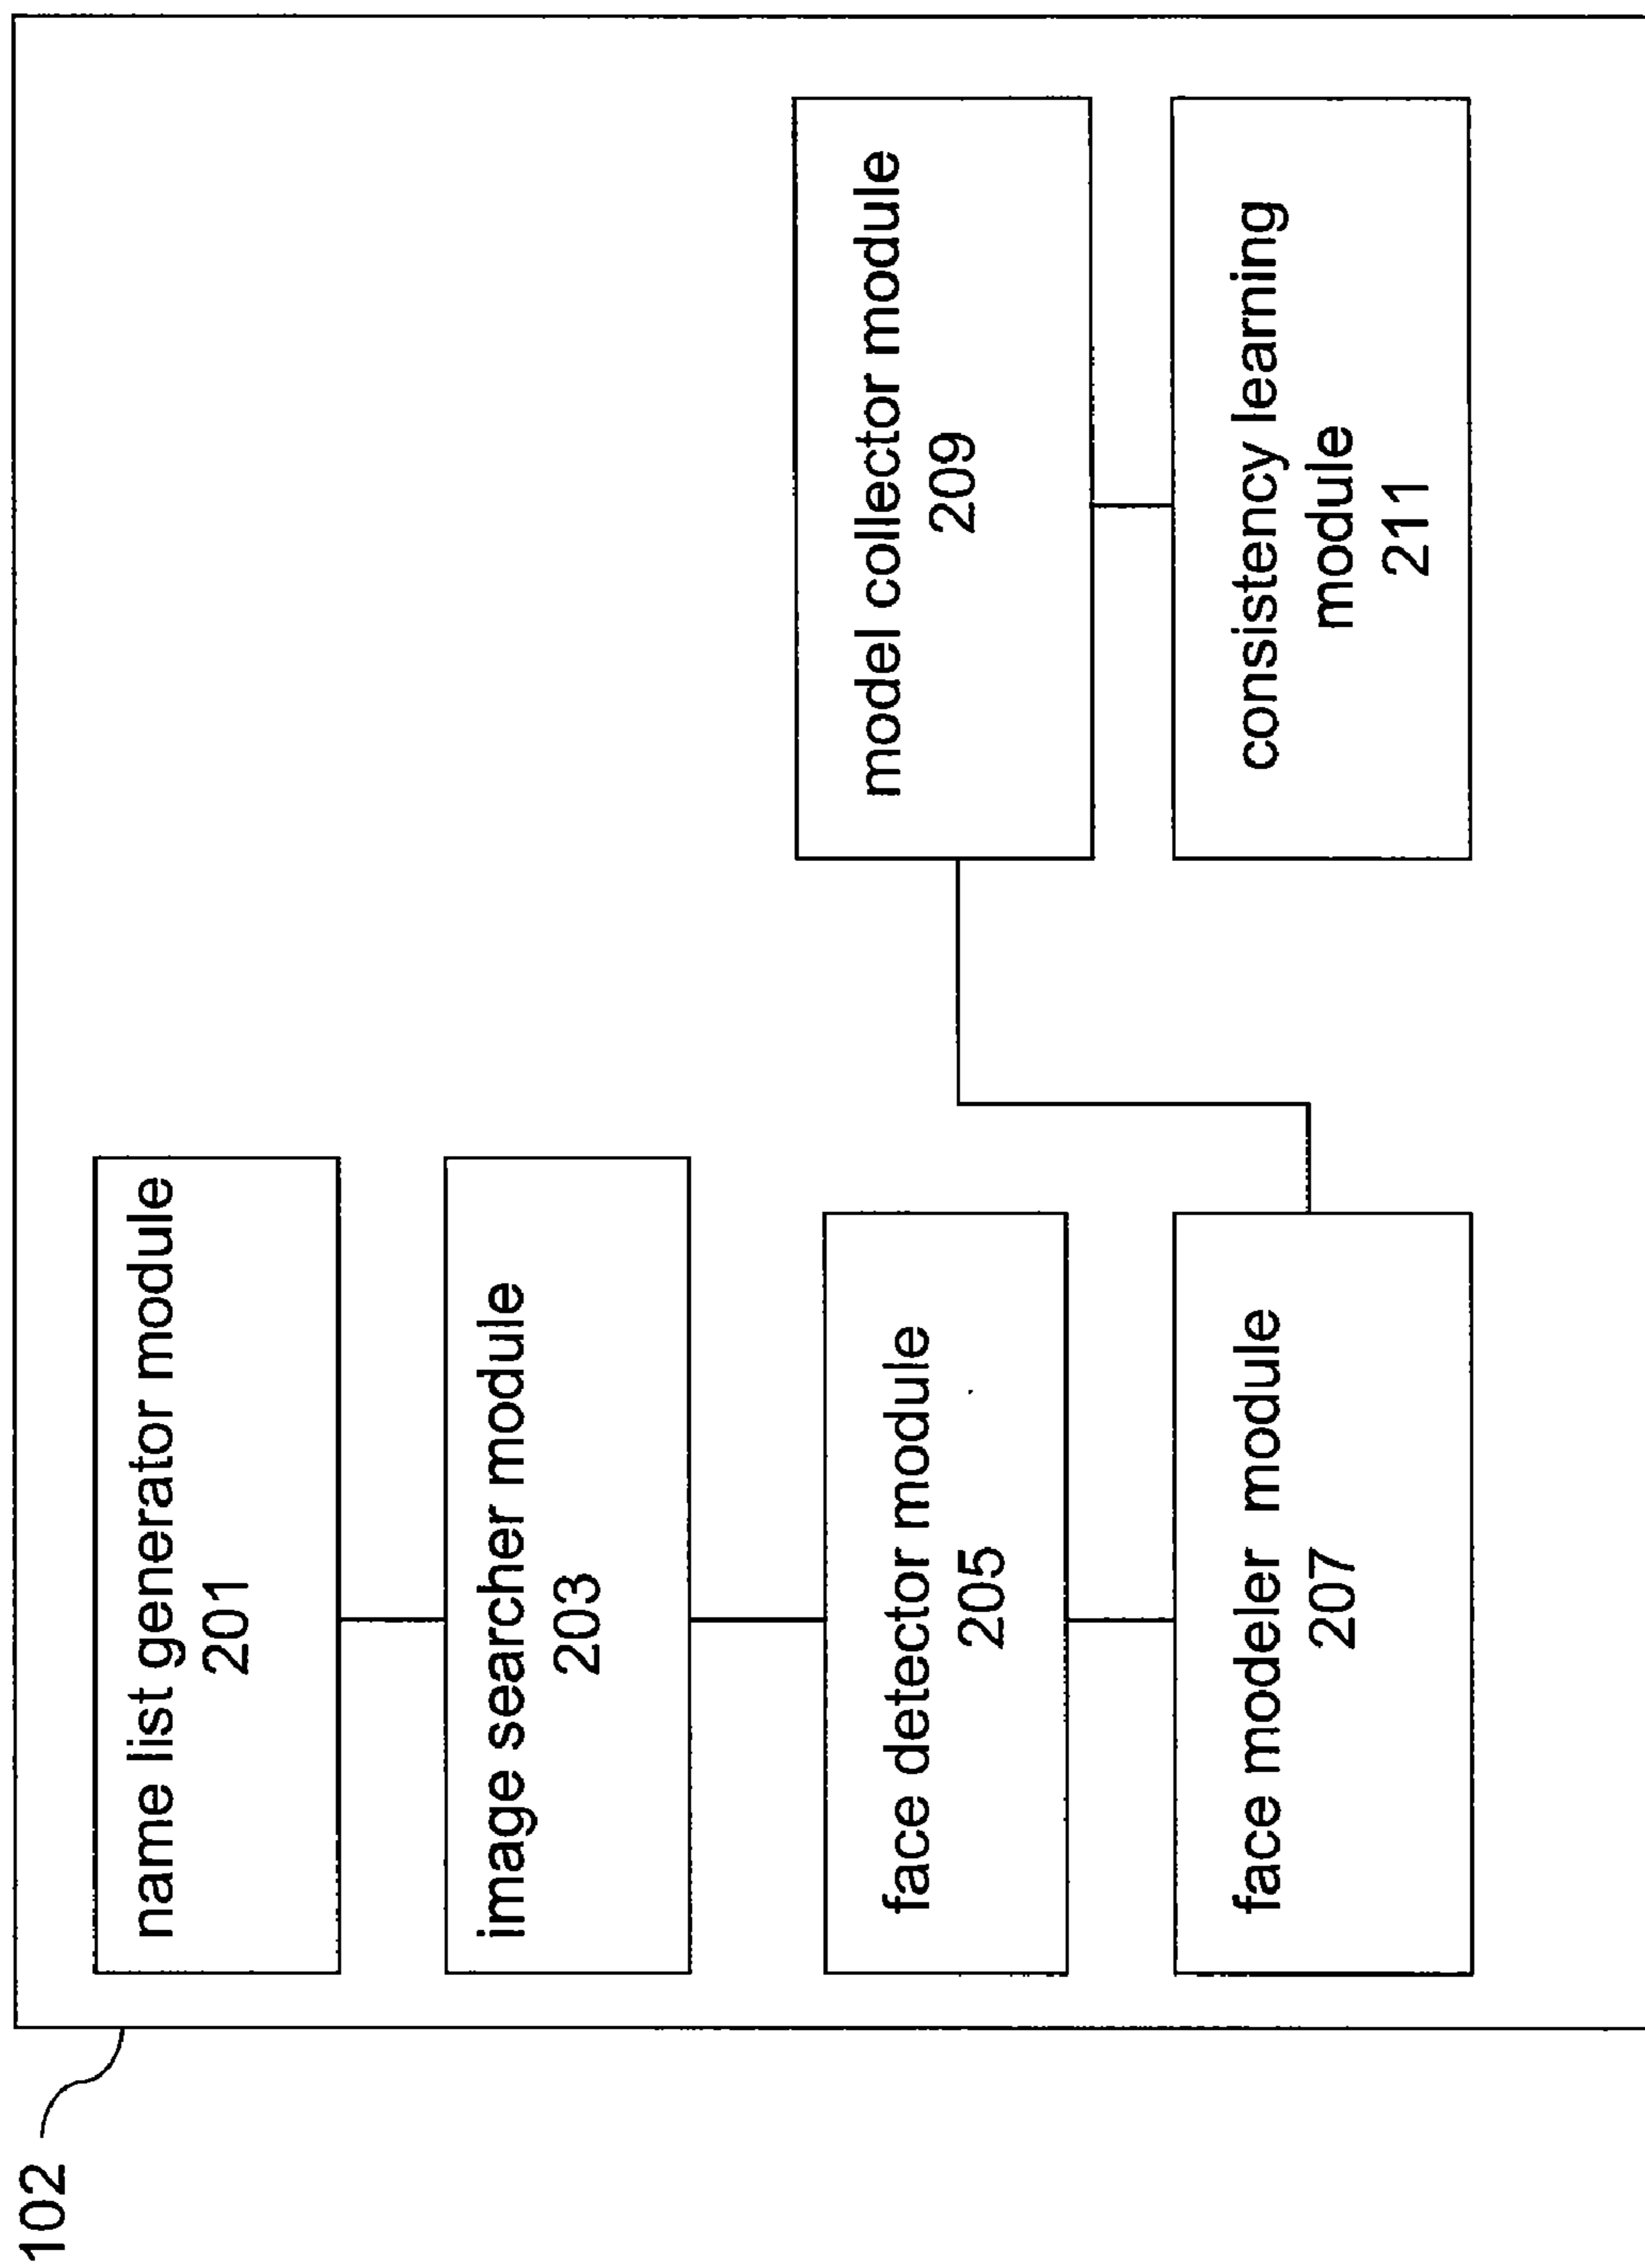 102
name list generator module
201
image searcher module
203
face detector module
205
face modeler module
207
model collector module
209
consistency learning
module
211